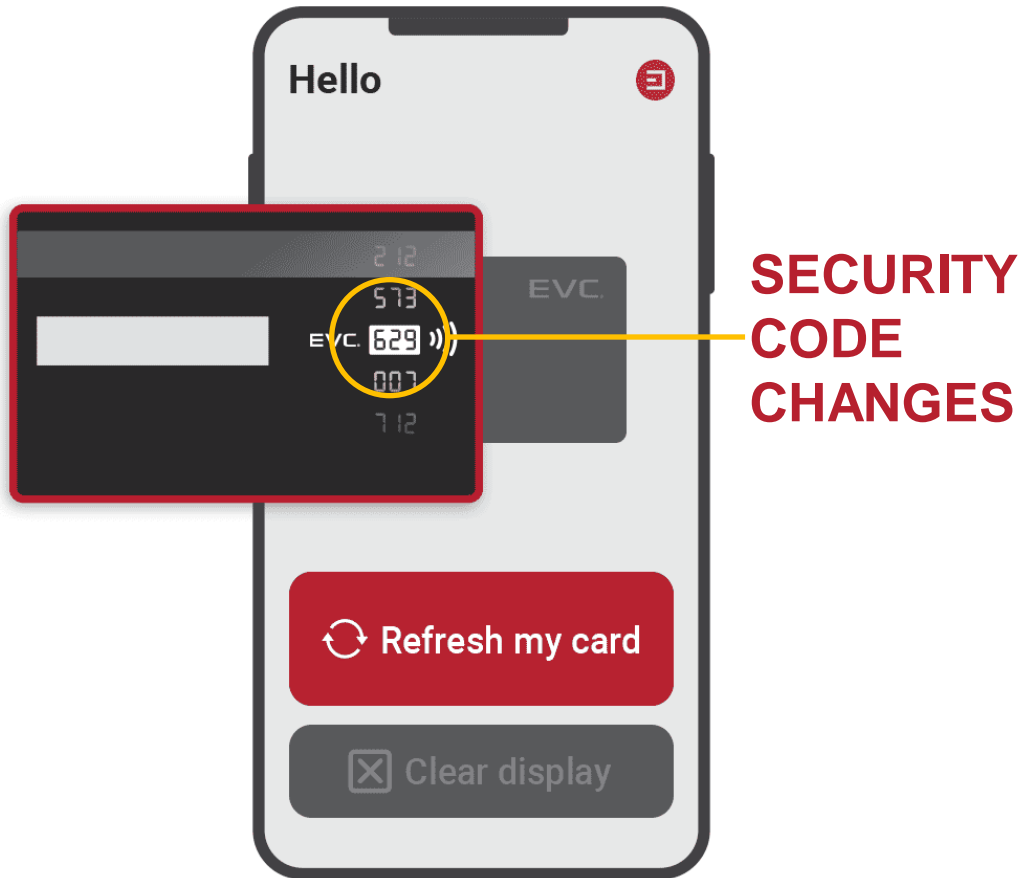 Hello
212
573
EVC.
EVC. 629
007
712
SECURITY
CODE
CHANGES
Refresh my card
Clear display